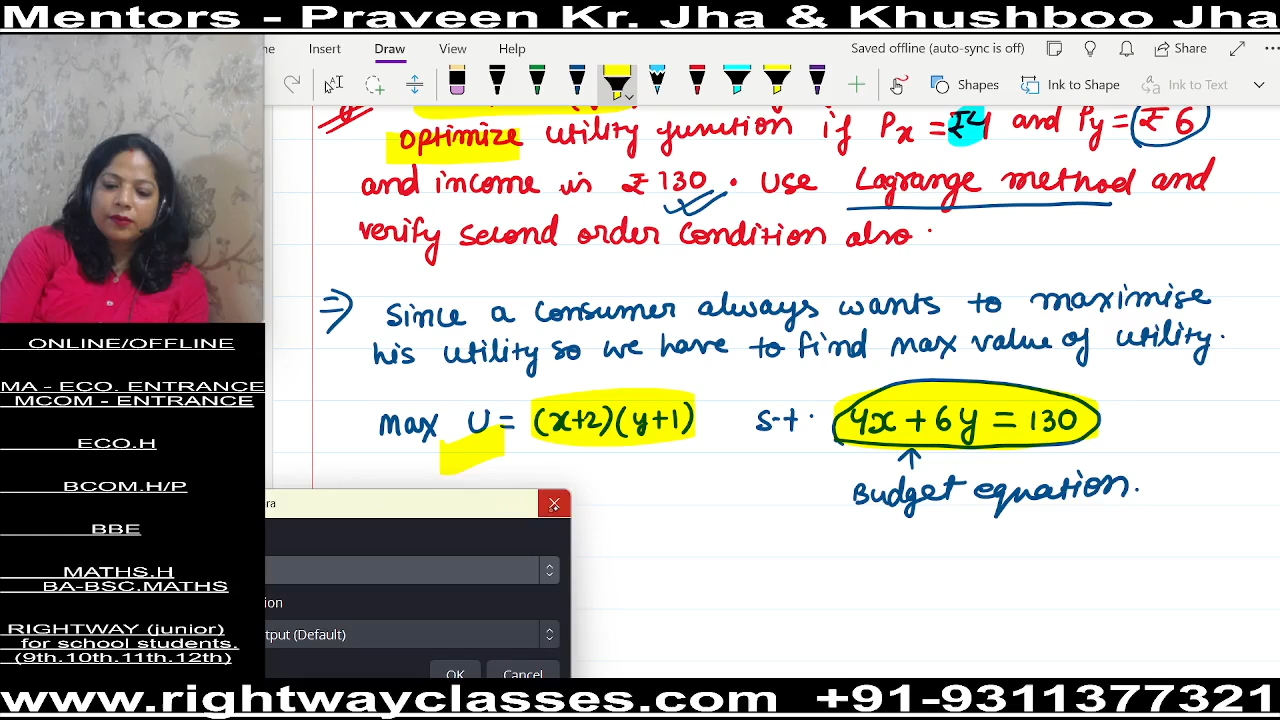 Mentors - Praveen Kr. Jha & Khushboo Jha
Insert Draw View Help Saved offline (auto-sync is off) Share
Shapes Ink to Shape Ink to Text
optimize utility function if Px = ₹4 and Py = ₹ 6
and income is ₹ 130 . Use Lagrange method and
verify second order condition also .
⇒ Since a consumer always wants to maximise
his utility so we have to find max value of utility.
max U = (x+2)(y+1) s.t. 4x + 6y = 130
↑
Budget equation.
tput (Default)
OK Cancel
ONLINE/OFFLINE
MA - ECO. ENTRANCE
MCOM - ENTRANCE
ECO.H
BCOM.H/P
BBE
MATHS.H
BA-BSC.MATHS
RIGHTWAY (junior)
for school students.
(9th.10th.11th.12th)
www.rightwayclasses.com +91-9311377321